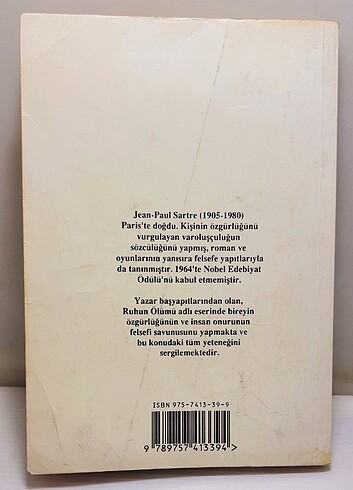 Jean-Paul Sartre (1905-1980)
Paris'te doğdu. Kişinin özgürlüğünü
vurgulayan varoluşçuluğun
sözcülüğünü yapmış, roman ve
oyunlarının yanısıra felsefe yapıtlarıyla
da tanınmıştır. 1964'te Nobel Edebiyat
Ödülü'nü kabul etmemiştir.
Yazar başyapıtlarından olan,
Ruhun Ölümü adlı eserinde bireyin
özgürlüğünün ve insan onurunun
felsefi savunusunu yapmakta ve
bu konudaki tüm yeteneğini
sergilemektedir.
ISBN 975-7413-39-9
9 789757 413394 >